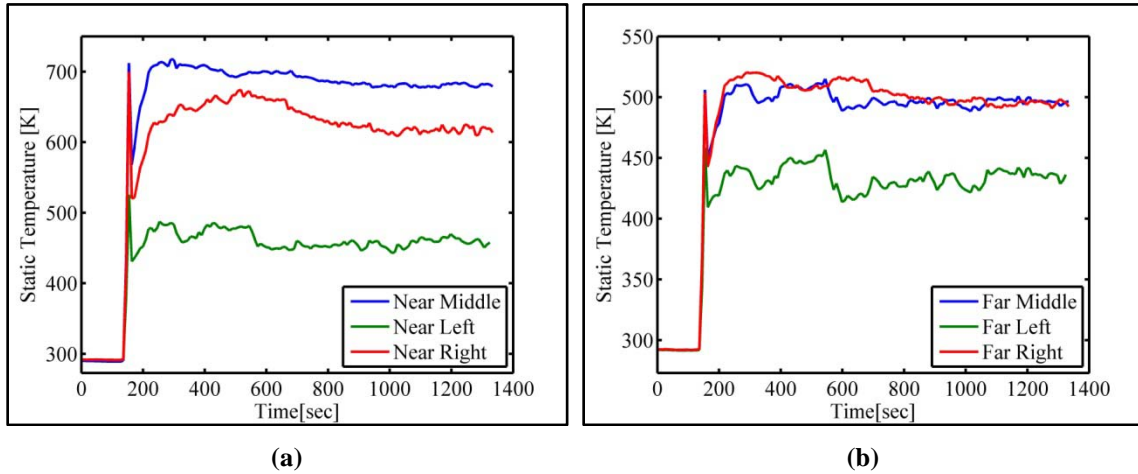 700
600
500
400
300
Static Temperature [K]
0 200 400 600 800 1000 1200 1400
Time[sec]
Near Middle
Near Left
Near Right
(a)
550
500
450
400
350
300
Static Temperature [K]
0 200 400 600 800 1000 1200 1400
Time[sec]
Far Middle
Far Left
Far Right
(b)